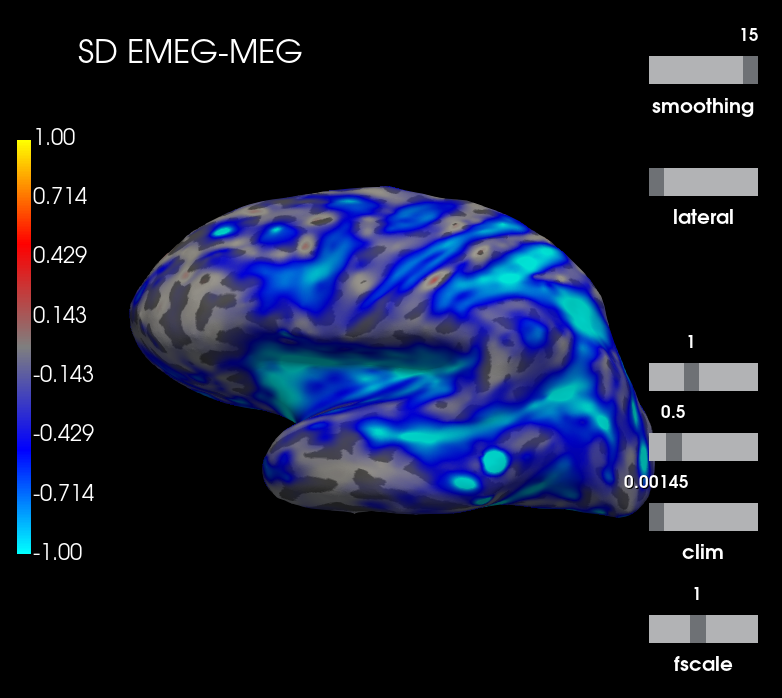 SD EMEG-MEG
1.00
0.714
0.429
0.143
-0.143
-0.429
-0.714
-1.00
15
smoothing
lateral
1
0.5
0.00145
clim
1
fscale